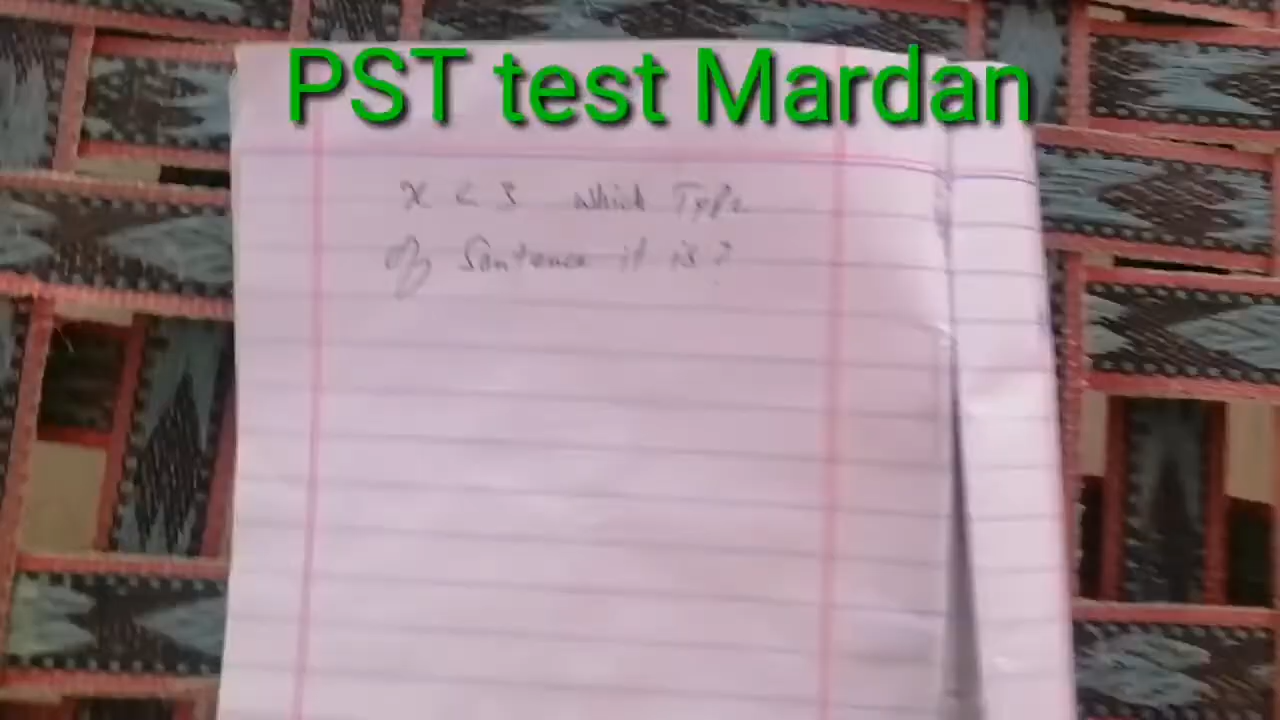 PST test Mardan
x < 3 which Type
of Sentence it is?